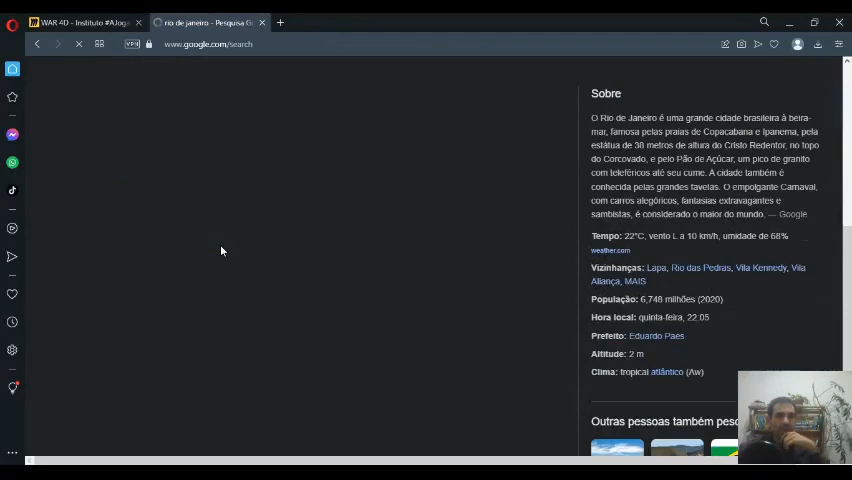 WAR 4D - Instituto #AJoga
rio de janeiro - Pesquisa G
VPN
www.google.com/search
Sobre
O Rio de Janeiro é uma grande cidade brasileira à beira-
mar, famosa pelas praias de Copacabana e Ipanema, pela
estátua de 38 metros de altura do Cristo Redentor, no topo
do Corcovado, e pelo Pão de Açúcar, um pico de granito
com teleféricos até seu cume. A cidade também é
conhecida pelas grandes favelas. O empolgante Carnaval,
com carros alegóricos, fantasias extravagantes e
sambistas, é considerado o maior do mundo. — Google
Tempo: 22°C, vento L a 10 km/h, umidade de 68%
weather.com
Vizinhanças: Lapa, Rio das Pedras, Vila Kennedy, Vila
Aliança, MAIS
População: 6,748 milhões (2020)
Hora local: quinta-feira, 22:05
Prefeito: Eduardo Paes
Altitude: 2 m
Clima: tropical atlântico (Aw)
Outras pessoas também pesq